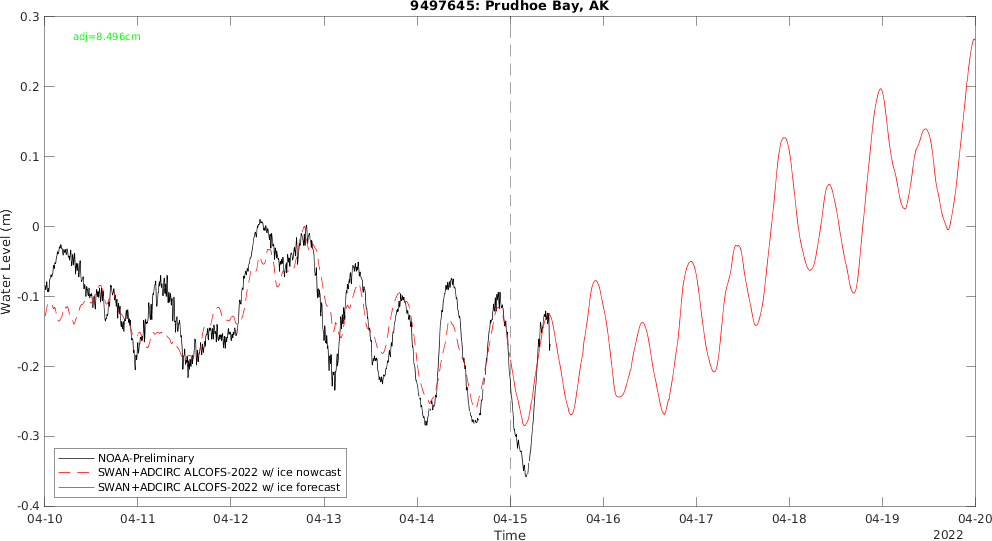 9497645: Prudhoe Bay, AK
adj=8.496cm
0.3
0.2
0.1
0
-0.1
-0.2
-0.3
-0.4
Water Level (m)
NOAA-Preliminary
SWAN+ADCIRC ALCOFS-2022 w/ ice nowcast
SWAN+ADCIRC ALCOFS-2022 w/ ice forecast
04-10 04-11 04-12 04-13 04-14 04-15 04-16 04-17 04-18 04-19 04-20
Time
2022